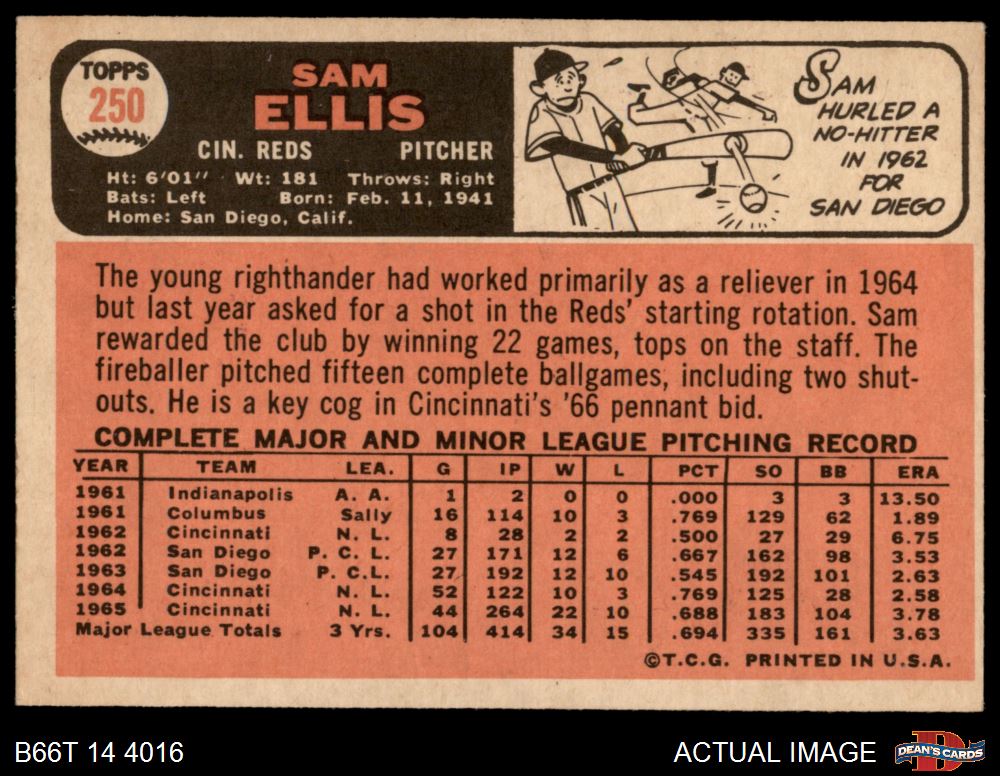 TOPPS
250
SAM
ELLIS
CIN. REDS PITCHER
Ht: 6'01" Wt: 181 Throws: Right
Bats: Left Born: Feb. 11, 1941
Home: San Diego, Calif.
SAM
HURLED A
NO-HITTER
IN 1962
FOR
SAN DIEGO
The young righthander had worked primarily as a reliever in 1964
but last year asked for a shot in the Reds' starting rotation. Sam
rewarded the club by winning 22 games, tops on the staff. The
fireballer pitched fifteen complete ballgames, including two shut-
outs. He is a key cog in Cincinnati's '66 pennant bid.
COMPLETE MAJOR AND MINOR LEAGUE PITCHING RECORD
YEAR TEAM LEA. G IP W L PCT SO BB ERA
1961 Indianapolis A. A. 1 2 0 0 .000 3 3 13.50
1961 Columbus Sally 16 114 10 3 .769 129 62 1.89
1962 Cincinnati N. L. 8 28 2 2 .500 27 29 6.75
1962 San Diego P. C. L. 27 171 12 6 .667 162 98 3.53
1963 San Diego P. C. L. 27 192 12 10 .545 192 101 2.63
1964 Cincinnati N. L. 52 122 10 3 .769 125 28 2.58
1965 Cincinnati N. L. 44 264 22 10 .688 183 104 3.78
Major League Totals 3 Yrs. 104 414 34 15 .694 335 161 3.63
©T.C.G. PRINTED IN U.S.A.
B66T 14 4016 ACTUAL IMAGE D DEAN'S CARDS